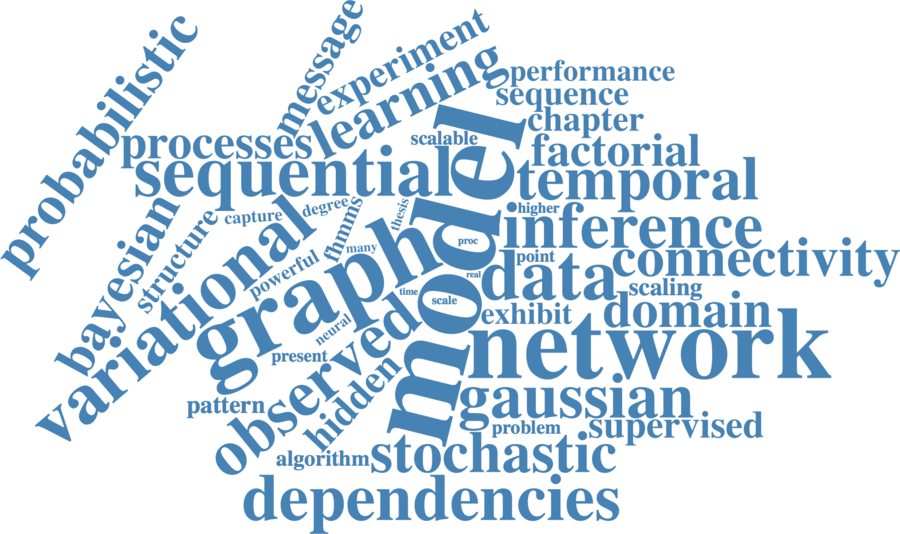 probabilistic
message
experiment
learning
performance
sequence
chapter
processes
scalable
factorial
sequential
temporal
model
bayesian
structure
capture
degree
fhmms
thesis
higher
inference
variational
powerful
many
graph
proc
point
connectivity
real
data
scaling
time
scale
neural
exhibit
domain
observed
present
network
hidden
pattern
gaussian
problem
supervised
algorithm
stochastic
dependencies